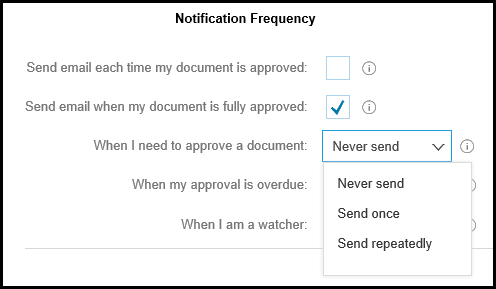 Notification Frequency
Send email each time my document is approved:
Send email when my document is fully approved:
When I need to approve a document: Never send
Never send
When my approval is overdue:
Send once
When I am a watcher:
Send repeatedly